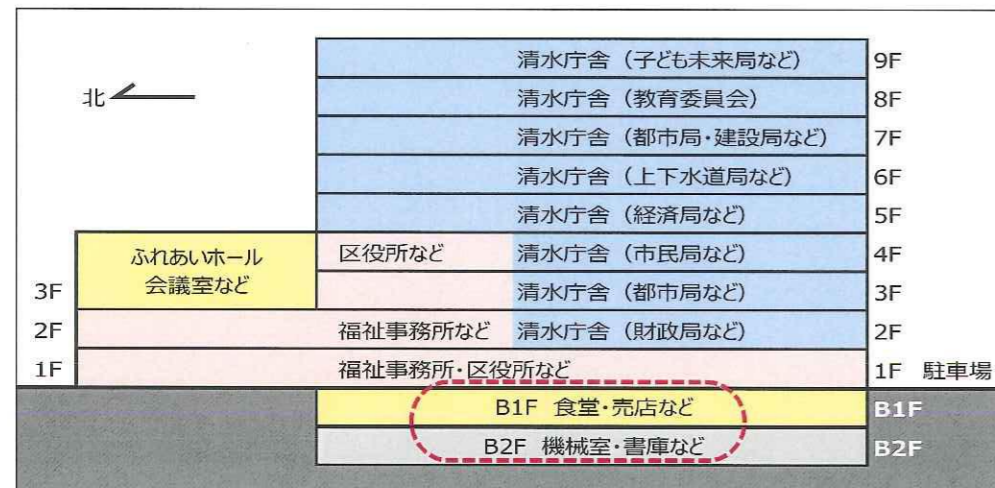 清水庁舎（子ども未来局など） 9F
北
清水庁舎（教育委員会） 8F
清水庁舎（都市局・建設局など） 7F
清水庁舎（上下水道局など） 6F
清水庁舎（経済局など） 5F
ふれあいホール
会議室など
区役所など 清水庁舎（市民局など） 4F
3F 清水庁舎（都市局など） 3F
2F 福祉事務所など 清水庁舎（財政局など） 2F
1F 福祉事務所・区役所など 1F 駐車場
B1F 食堂・売店など B1F
B2F 機械室・書庫など B2F